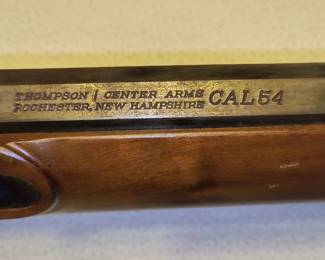 THOMPSON / CENTER ARMS
ROCHESTER, NEW HAMPSHIRE
CAL 54